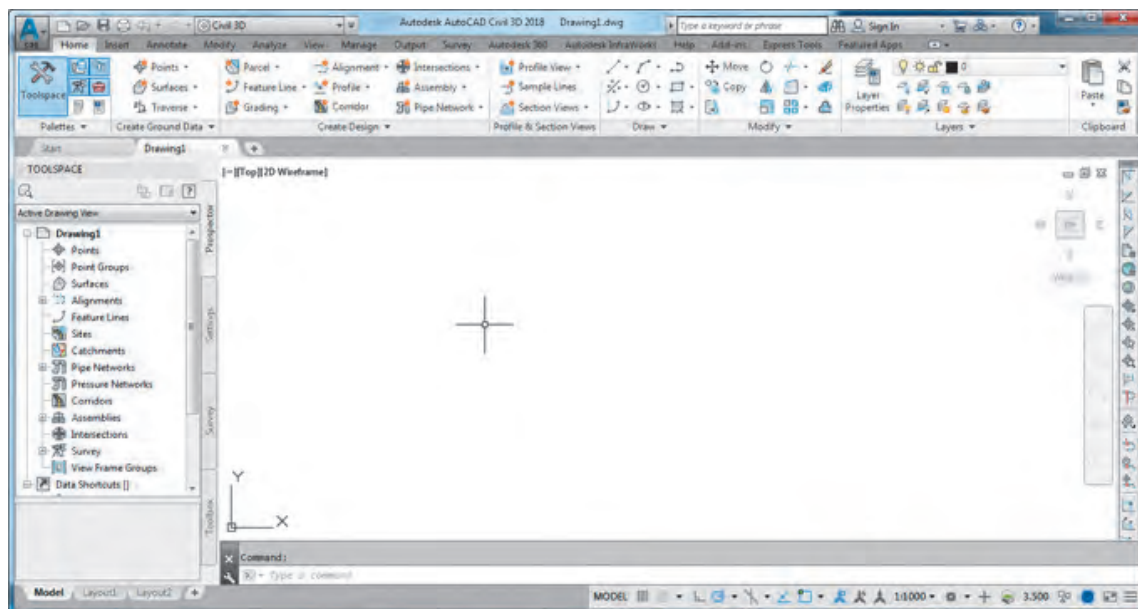 Civil 3D Autodesk AutoCAD Civil 3D 2018 Drawing1.dwg Type a keyword or phrase Sign In
Home Insert Annotate Modify Analyze View Manage Output Survey Autodesk 360 Autodesk InfraWorks Help Add-ins Express Tools Featured Apps
Points Parcel Alignment Intersections Profile View Move
Surfaces Feature Line Profile Assembly Sample Lines Copy
Traverse Grading Corridor Pipe Network Section Views
Toolspace
Layer
Properties
Paste
0
Palettes Create Ground Data Create Design Profile & Section Views Draw Modify Layers Clipboard
Start Drawing1
TOOLSPACE
[-][Top][2D Wireframe]
Active Drawing View
Drawing1
Points
Point Groups
Surfaces
Alignments
Feature Lines
Sites
Catchments
Pipe Networks
Pressure Networks
Corridors
Assemblies
Intersections
Survey
View Frame Groups
Data Shortcuts []
Prospector
Settings
Survey
Toolbox
Y
X
Command:
Type a command
Model Layout1 Layout2
MODEL 1:1000 3.500